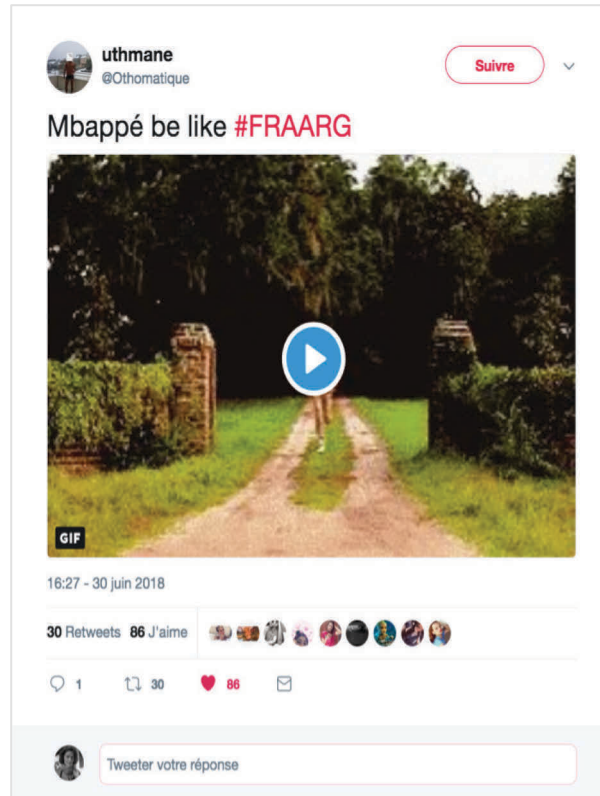 uthmane
@Othomatique
Suivre
Mbappé be like #FRAARG
GIF
16:27 - 30 juin 2018
30 Retweets 86 J'aime
1 30 86
Tweeter votre réponse